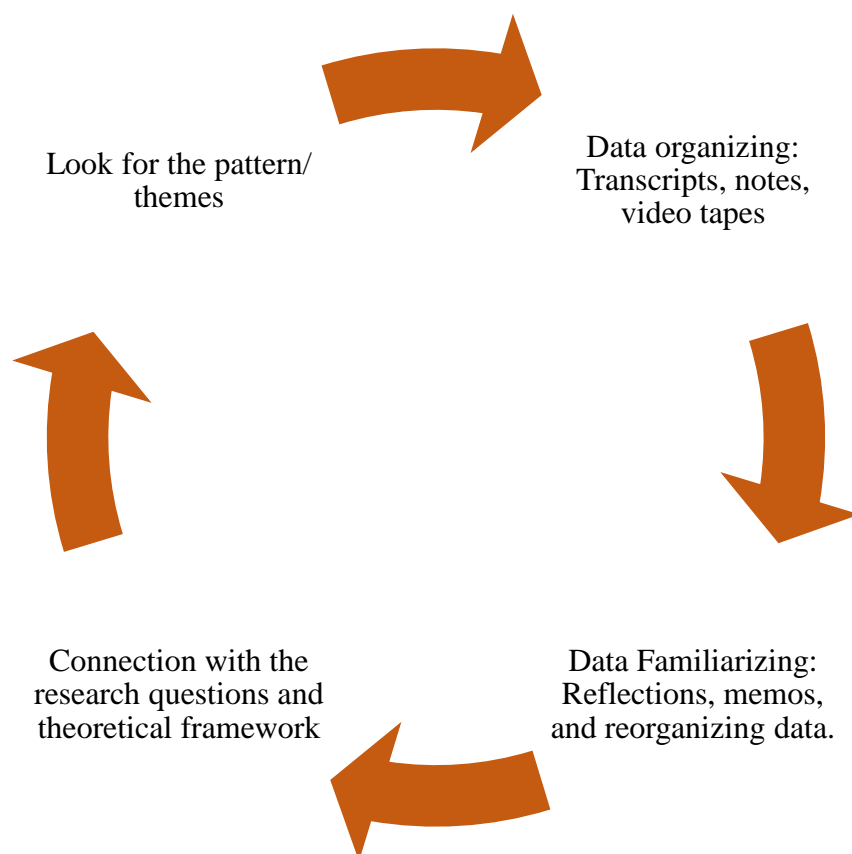 Look for the pattern/
themes
Data organizing:
Transcripts, notes,
video tapes
Connection with the
research questions and
theoretical framework
Data Familiarizing:
Reflections, memos,
and reorganizing data.